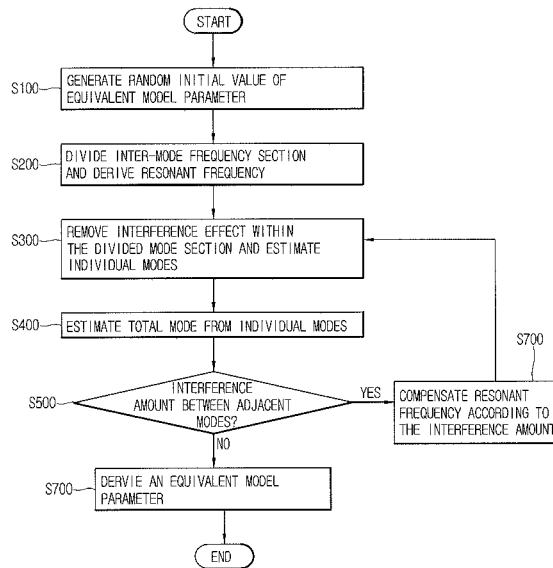 START
S100
GENERATE RANDOM INITIAL VALUE OF
EQUIVALENT MODEL PARAMETER
S200
DIVIDE INTER-MODE FREQUENCY SECTION
AND DERIVE RESONANT FREQUENCY
S300
REMOVE INTERFERENCE EFFECT WITHIN
THE DIVIDED MODE SECTION AND ESTIMATE
INDIVIDUAL MODES
S400
ESTIMATE TOTAL MODE FROM INDIVIDUAL MODES
S500
INTERFERENCE
AMOUNT BETWEEN ADJACENT
MODES?
YES
S700
COMPENSATE RESONANT
FREQUENCY ACCORDING TO
THE INTERFERENCE AMOUNT
NO
S700
DERVIE AN EQUIVALENT MODEL
PARAMETER
END